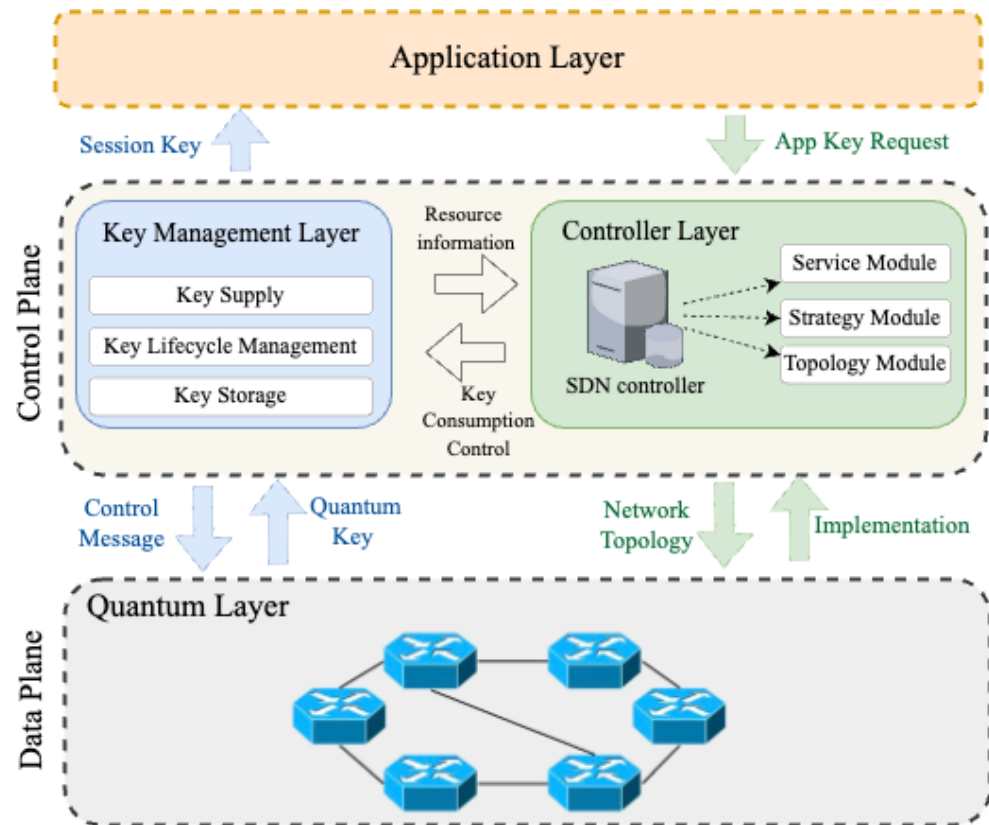 Application Layer
Session Key
App Key Request
Control Plane
Key Management Layer
Key Supply
Key Lifecycle Management
Key Storage
Resource
information
Key
Consumption
Control
Controller Layer
SDN controller
Service Module
Strategy Module
Topology Module
Control
Message
Quantum
Key
Network
Topology
Implementation
Data Plane
Quantum Layer